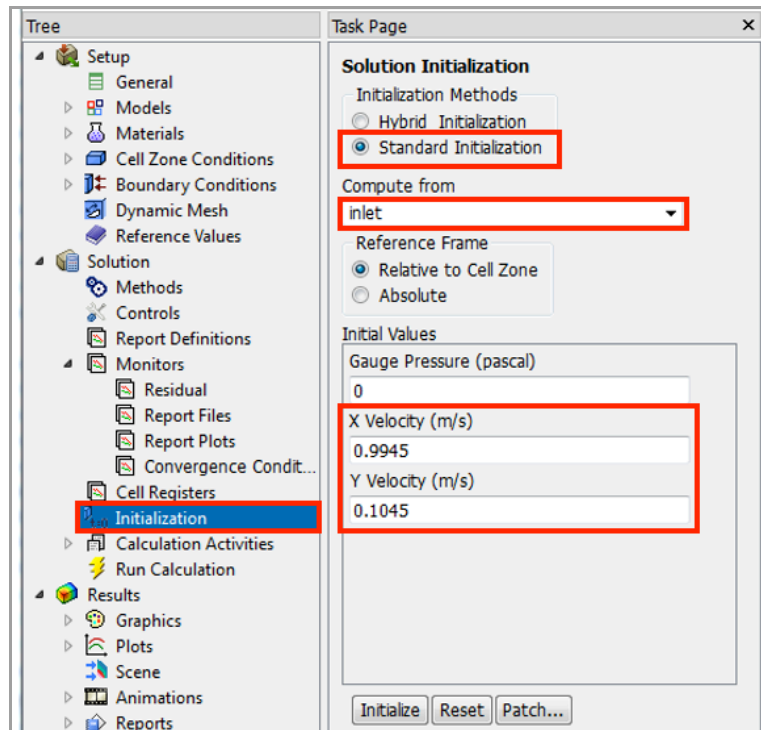 Tree
Setup
General
Models
Materials
Cell Zone Conditions
Boundary Conditions
Dynamic Mesh
Reference Values
Solution
Methods
Controls
Report Definitions
Monitors
Residual
Report Files
Report Plots
Convergence Condit...
Cell Registers
Initialization
Calculation Activities
Run Calculation
Results
Graphics
Plots
Scene
Animations
Reports
Task Page
Solution Initialization
Initialization Methods
Hybrid Initialization
Standard Initialization
Compute from
inlet
Reference Frame
Relative to Cell Zone
Absolute
Initial Values
Gauge Pressure (pascal)
0
X Velocity (m/s)
0.9945
Y Velocity (m/s)
0.1045
Initialize Reset Patch...